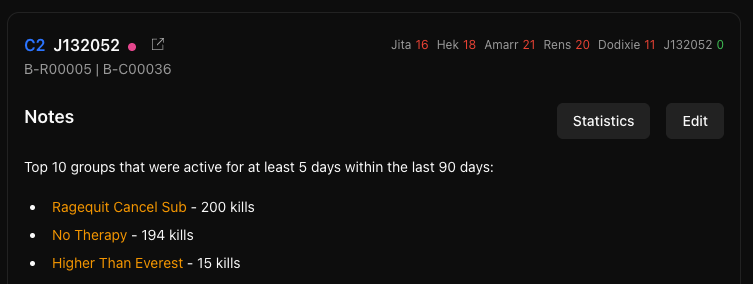 C2 J132052 Jita 16 Hek 18 Amarr 21 Rens 20 Dodixie 11 J132052 0
B-R00005 | B-C00036
Notes Statistics Edit
Top 10 groups that were active for at least 5 days within the last 90 days:
• Ragequit Cancel Sub - 200 kills
• No Therapy - 194 kills
• Higher Than Everest - 15 kills